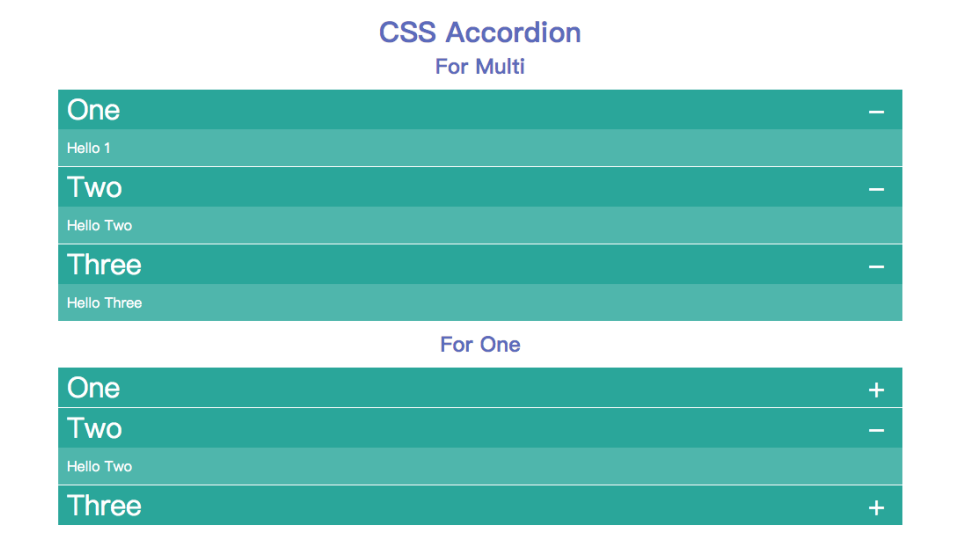 CSS Accordion
For Multi
One −
Hello 1
Two −
Hello Two
Three −
Hello Three
For One
One +
Two −
Hello Two
Three +